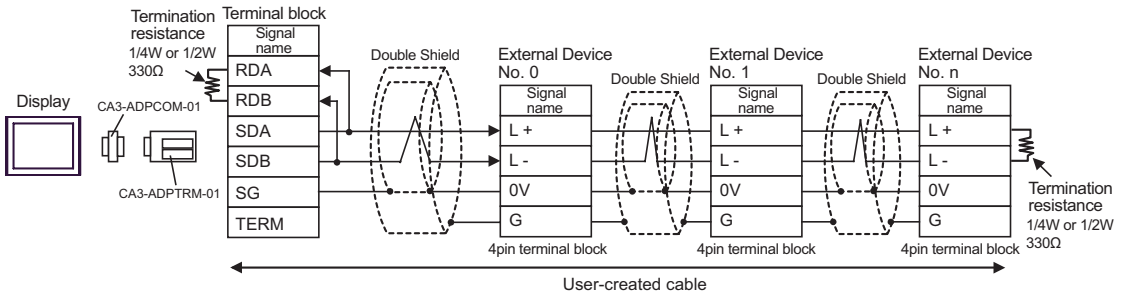 Display
CA3-ADPCOM-01
CA3-ADPTRM-01
Termination
resistance
1/4W or 1/2W
330Ω
Terminal block
Signal
name
RDA
RDB
SDA
SDB
SG
TERM
Double Shield
External Device
No. 0
Signal
name
L +
L -
0V
G
4pin terminal block
Double Shield
External Device
No. 1
Signal
name
L +
L -
0V
G
4pin terminal block
Double Shield
External Device
No. n
Signal
name
L +
L -
0V
G
4pin terminal block
Termination
resistance
1/4W or 1/2W
330Ω
User-created cable